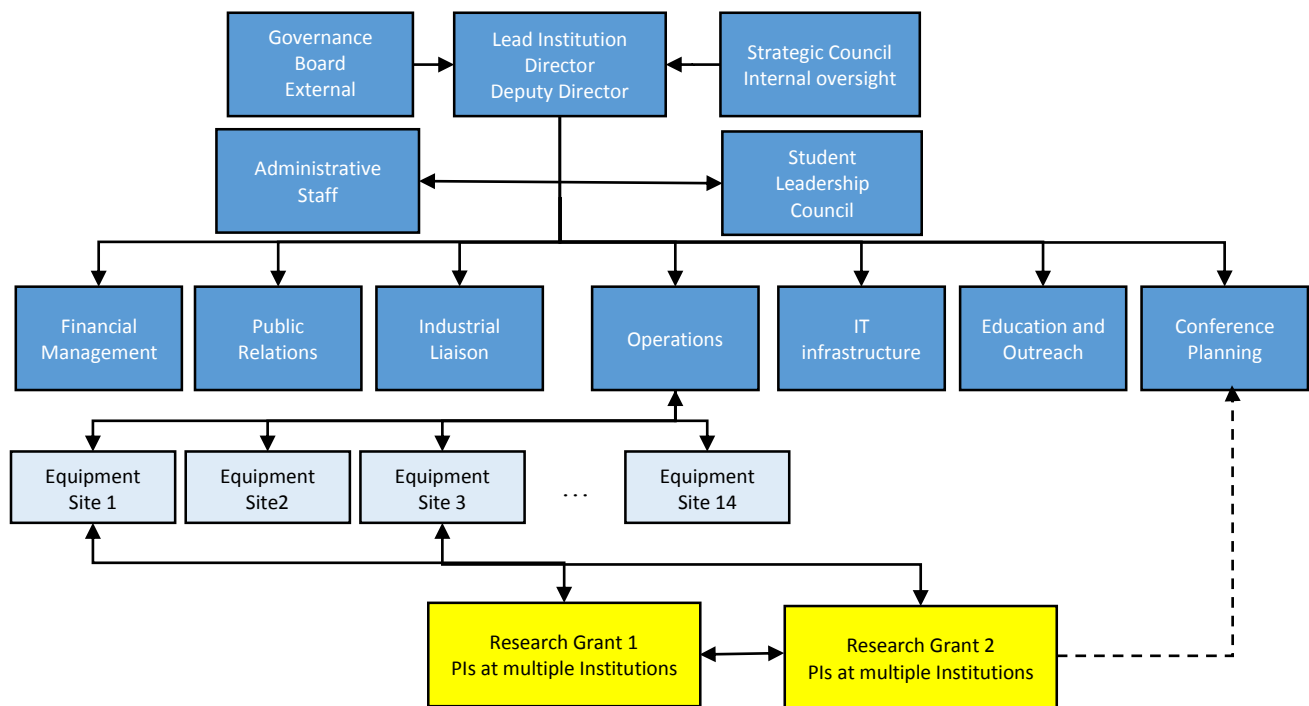 Governance
Board
External
Lead Institution
Director
Deputy Director
Strategic Council
Internal oversight
Administrative
Staff
Student
Leadership
Council
Financial
Management
Public
Relations
Industrial
Liaison
Operations
IT
infrastructure
Education and
Outreach
Conference
Planning
Equipment
Site 1
Equipment
Site2
Equipment
Site 3
...
Equipment
Site 14
Research Grant 1
PIs at multiple Institutions
Research Grant 2
PIs at multiple Institutions